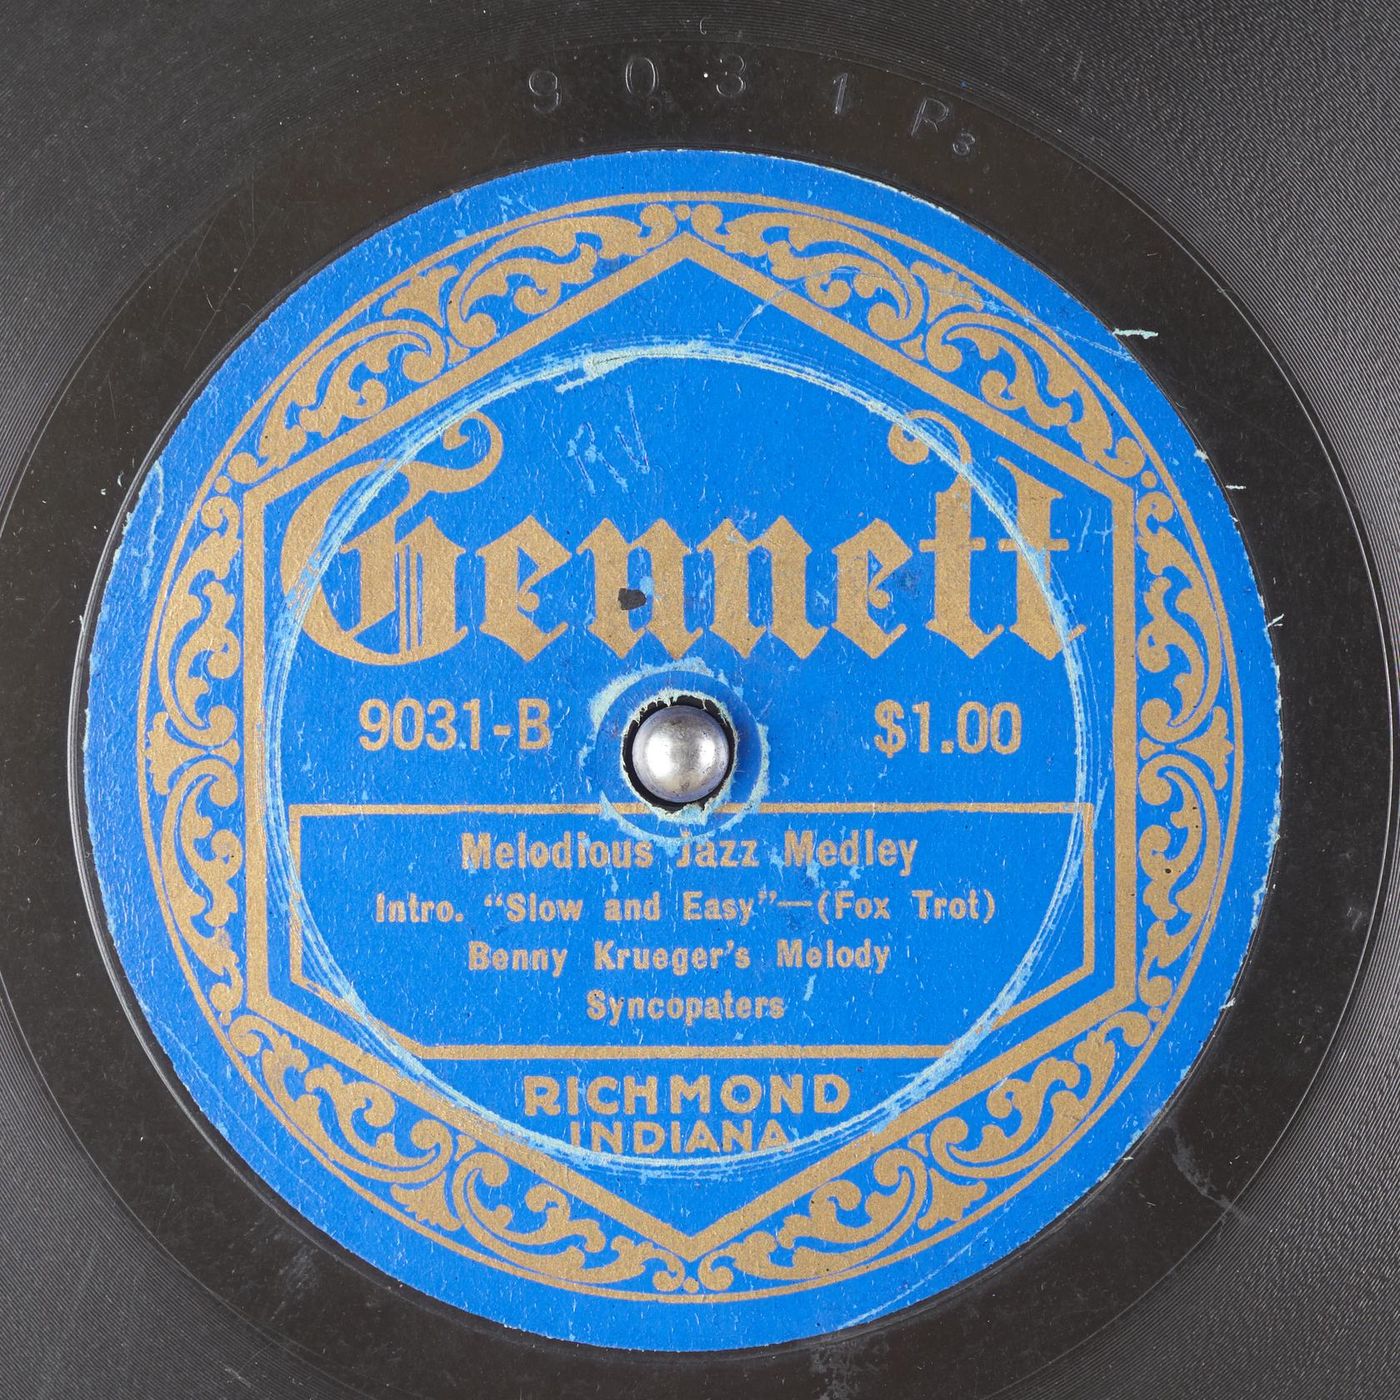 9031 Rs
Gennett
9031-B $1.00
Melodious Jazz Medley
Intro. “Slow and Easy”—(Fox Trot)
Benny Krueger’s Melody
Syncopaters
RICHMOND
INDIANA